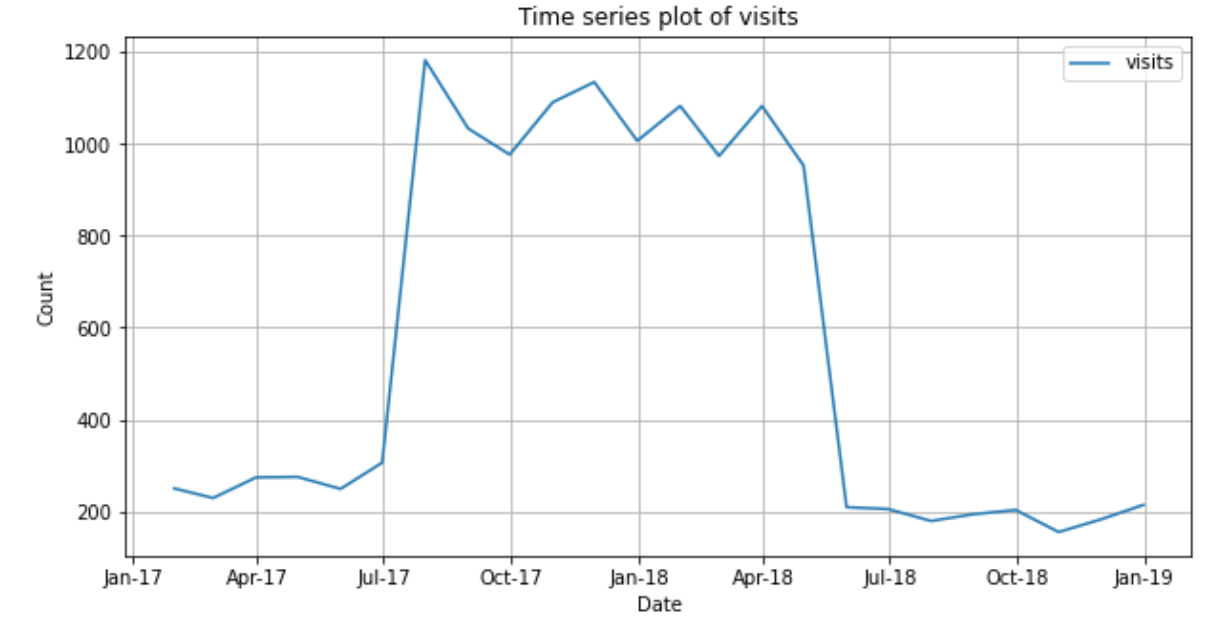 Time series plot of visits
visits
1200
1000
800
600
400
200
Count
Jan-17 Apr-17 Jul-17 Oct-17 Jan-18 Apr-18 Jul-18 Oct-18 Jan-19
Date